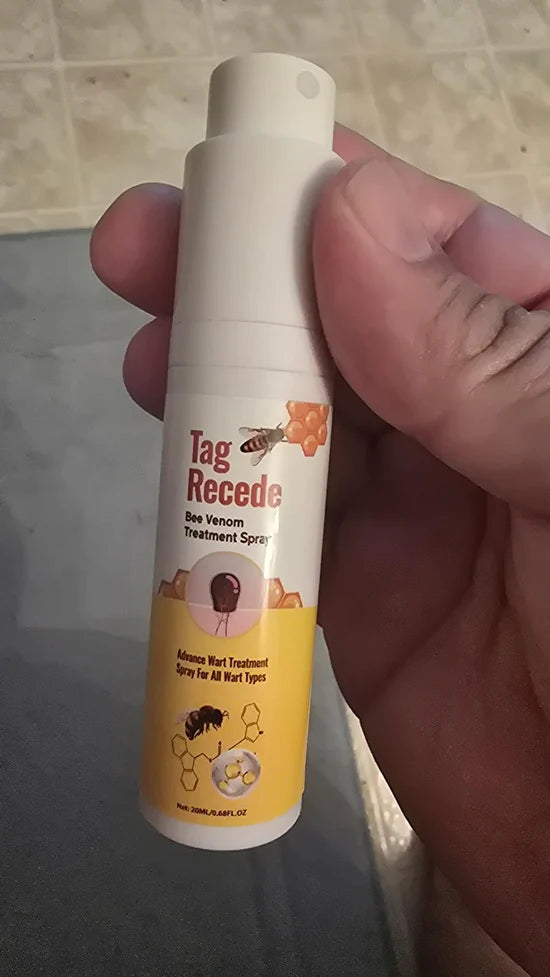 Tag
Recede
Bee Venom
Treatment Spray
Advance Wart Treatment
Spray For All Wart Types
Net: 20ML/0.68FL.OZ